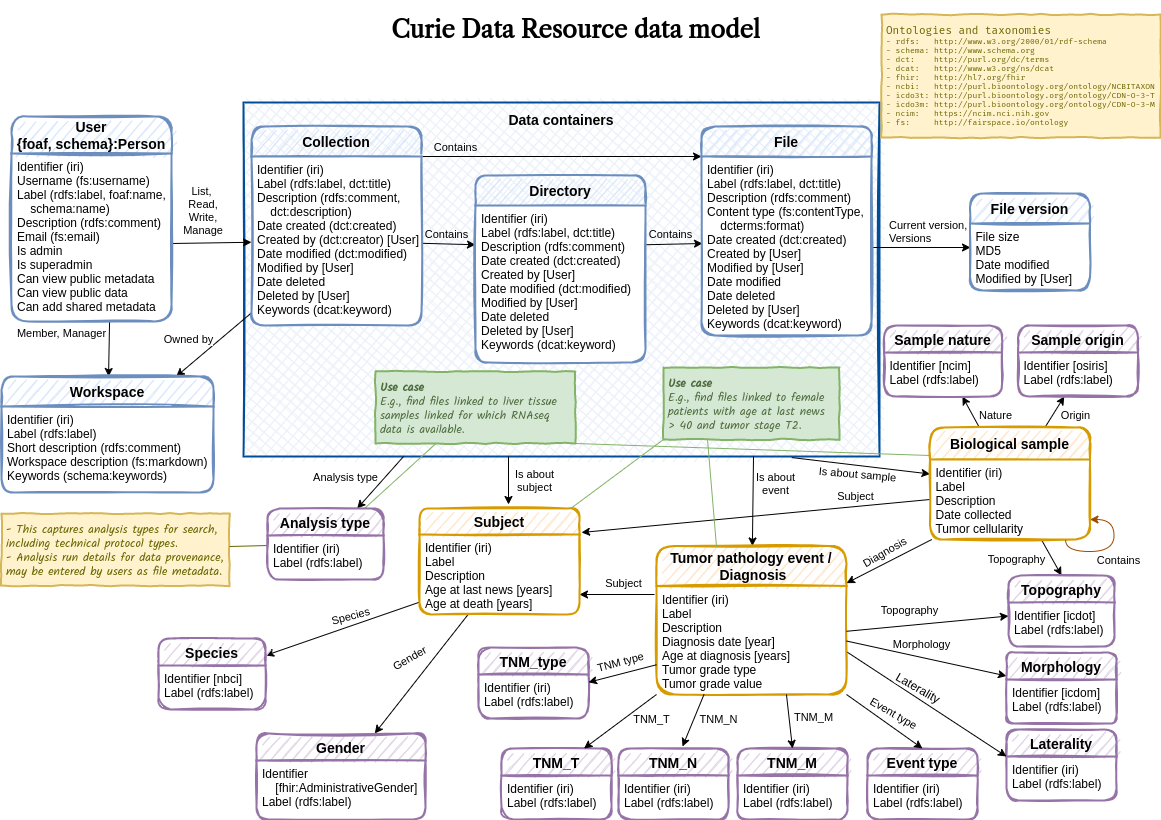 Curie Data Resource data model
Ontologies and taxonomies
- rdfs: http://www.w3.org/2000/01/rdf-schema
- schema: http://www.schema.org
- dct: http://purl.org/dc/terms
- dcat: http://www.w3.org/ns/dcat
- fhir: http://hl7.org/fhir
- ncbi: http://purl.bioontology.org/ontology/NCBITAXON
- icdo3t: http://purl.bioontology.org/ontology/CDN-O-3-T
- icdo3m: http://purl.bioontology.org/ontology/CDN-O-3-M
- ncim: https://ncim.nci.nih.gov
- fs: http://fairspace.io/ontology
User
{foaf, schema}:Person
Identifier (iri)
Username (fs:username)
Label (rdfs:label, foaf:name,
schema:name)
Description (rdfs:comment)
Email (fs:email)
Is admin
Is superadmin
Can view public metadata
Can view public data
Can add shared metadata
List,
Read,
Write,
Manage
Member, Manager
Owned by
Data containers
Collection
Identifier (iri)
Label (rdfs:label, dct:title)
Description (rdfs:comment,
dct:description)
Date created (dct:created)
Created by (dct:creator) [User]
Date modified (dct:modified)
Modified by [User]
Date deleted
Deleted by [User]
Keywords (dcat:keyword)
Contains
Contains
Directory
Identifier (iri)
Label (rdfs:label, dct:title)
Description (rdfs:comment)
Date created (dct:created)
Created by [User]
Date modified (dct:modified)
Modified by [User]
Date deleted
Deleted by [User]
Keywords (dcat:keyword)
Contains
File
Identifier (iri)
Label (rdfs:label, dct:title)
Description (rdfs:comment)
Content type (fs:contentType,
dcterms:format)
Date created (dct:created)
Created by [User]
Modified by [User]
Date modified
Date deleted
Deleted by [User]
Keywords (dcat:keyword)
Current version,
Versions
File version
File size
MD5
Date modified
Modified by [User]
Workspace
Identifier (iri)
Label (rdfs:label)
Short description (rdfs:comment)
Workspace description (fs:markdown)
Keywords (schema:keywords)
Use case
E.g., find files linked to liver tissue
samples linked for which RNAseq
data is available.
Use case
E.g., find files linked to female
patients with age at last news
> 40 and tumor stage T2.
Sample nature
Identifier [ncim]
Label (rdfs:label)
Sample origin
Identifier [osiris]
Label (rdfs:label)
Nature
Origin
Biological sample
Identifier (iri)
Label
Description
Date collected
Tumor cellularity
Contains
Analysis type
Is about
subject
Is about
event
Is about sample
Subject
Diagnosis
Topography
- This captures analysis types for search,
including technical protocol types.
- Analysis run details for data provenance,
may be entered by users as file metadata.
Analysis type
Identifier (iri)
Label (rdfs:label)
Subject
Identifier (iri)
Label
Description
Age at last news [years]
Age at death [years]
Subject
Tumor pathology event /
Diagnosis
Identifier (iri)
Label
Description
Diagnosis date [year]
Age at diagnosis [years]
Tumor grade type
Tumor grade value
Topography
Morphology
Laterality
Event type
Topography
Identifier [icdot]
Label (rdfs:label)
Morphology
Identifier [icdom]
Label (rdfs:label)
Laterality
Identifier (iri)
Label (rdfs:label)
Species
Gender
Species
Identifier [nbci]
Label (rdfs:label)
Gender
Identifier
[fhir:AdministrativeGender]
Label (rdfs:label)
TNM type
TNM_type
Identifier (iri)
Label (rdfs:label)
TNM_T
TNM_N
TNM_M
TNM_T
Identifier (iri)
Label (rdfs:label)
TNM_N
Identifier (iri)
Label (rdfs:label)
TNM_M
Identifier (iri)
Label (rdfs:label)
Event type
Identifier (iri)
Label (rdfs:label)